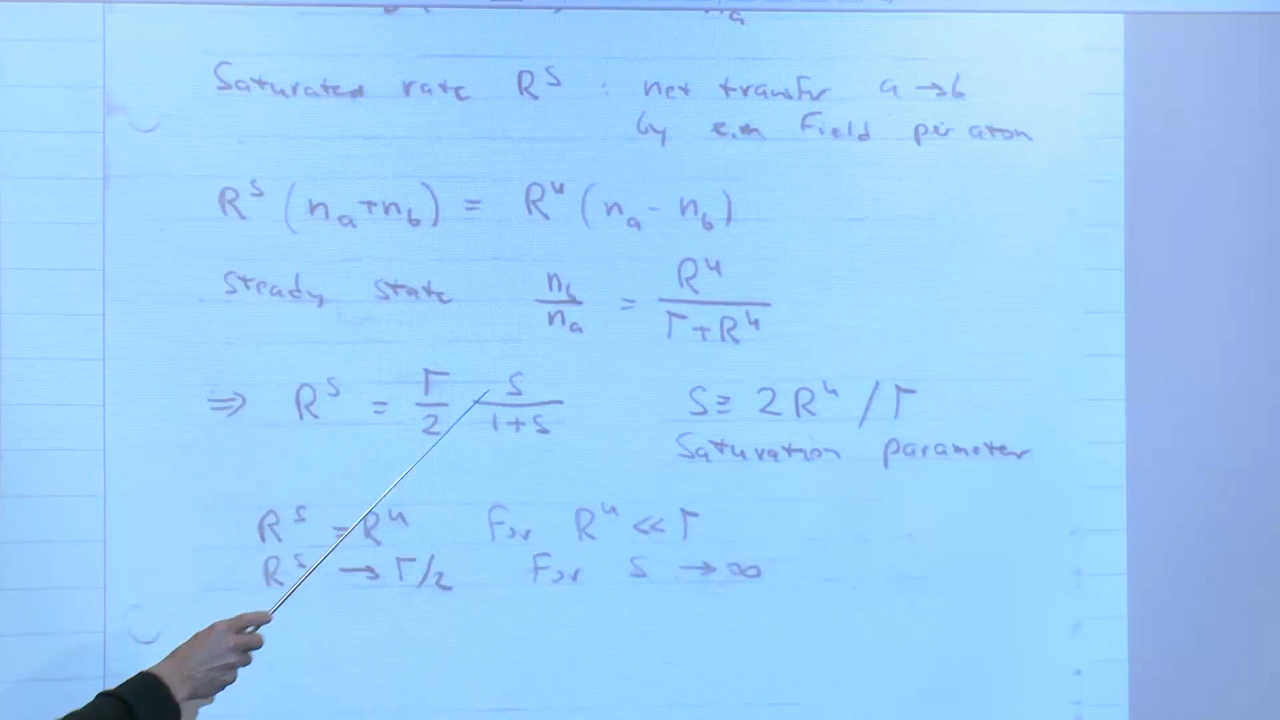 a
Saturated rate R^S : net transfer a → b
by e.m Field per atom
R^S (n_a + n_b) = R^u (n_a - n_b)
Steady state n_b/n_a = R^u/(Γ + R^u)
⇒ R^S = Γ/2 S/(1+S) S ≡ 2R^u/Γ
Saturation parameter
R^S = R^u For R^u << Γ
R^S → Γ/2 For S → ∞